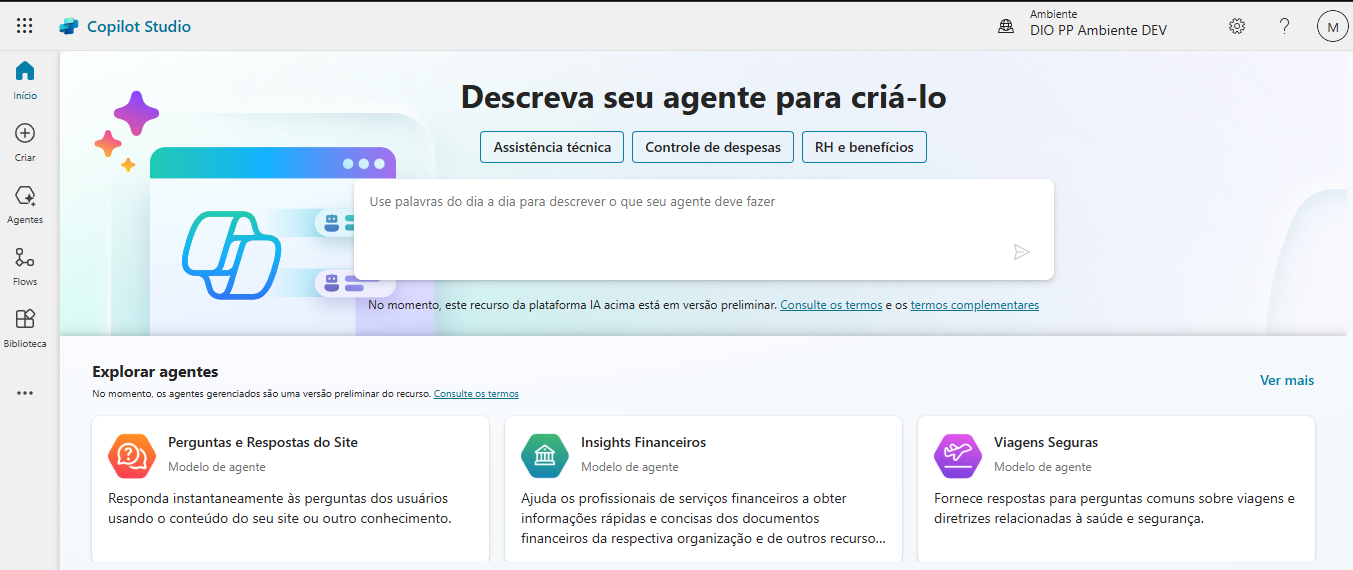 Copilot Studio
Ambiente
DIO PP Ambiente DEV
?
M
Início
Criar
Agentes
Flows
Biblioteca
Descreva seu agente para criá-lo
Assistência técnica
Controle de despesas
RH e benefícios
Use palavras do dia a dia para descrever o que seu agente deve fazer
No momento, este recurso da plataforma IA acima está em versão preliminar. Consulte os termos e os termos complementares
Explorar agentes
No momento, os agentes gerenciados são uma versão preliminar do recurso. Consulte os termos
Ver mais
Perguntas e Respostas do Site
Modelo de agente
Responda instantaneamente às perguntas dos usuários
usando o conteúdo do seu site ou outro conhecimento.
Insights Financeiros
Modelo de agente
Ajuda os profissionais de serviços financeiros a obter
informações rápidas e concisas dos documentos
financeiros da respectiva organização e de outros recurso...
Viagens Seguras
Modelo de agente
Fornece respostas para perguntas comuns sobre viagens e
diretrizes relacionadas à saúde e segurança.